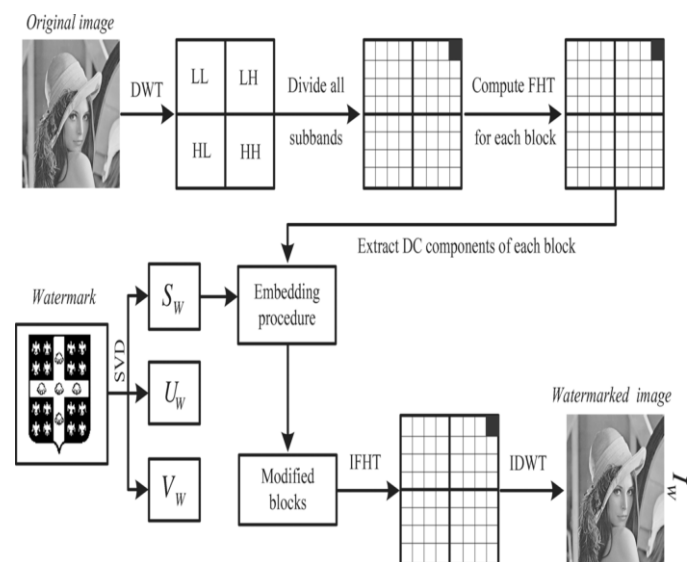 Original image
DWT
LL
LH
HL
HH
Divide all
subbands
Compute FHT
for each block
Extract DC components of each block
Watermark
SVD
S_W
U_W
V_W
Embedding
procedure
Modified
blocks
IFHT
IDWT
Watermarked image
I_W